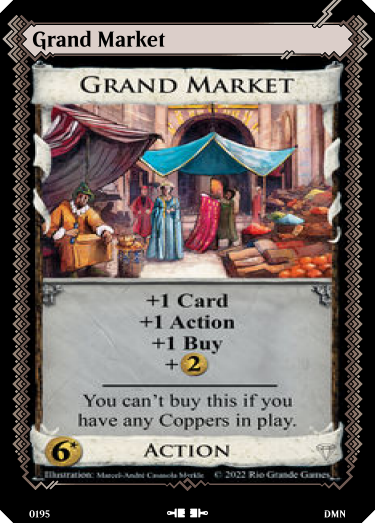 Grand Market
GRAND MARKET
+1 Card
+1 Action
+1 Buy
+2
You can't buy this if you
have any Coppers in play.
6* ACTION
Illustration: Marcel-André Casasola Merkle © 2022 Rio Grande Games
0195 DMN